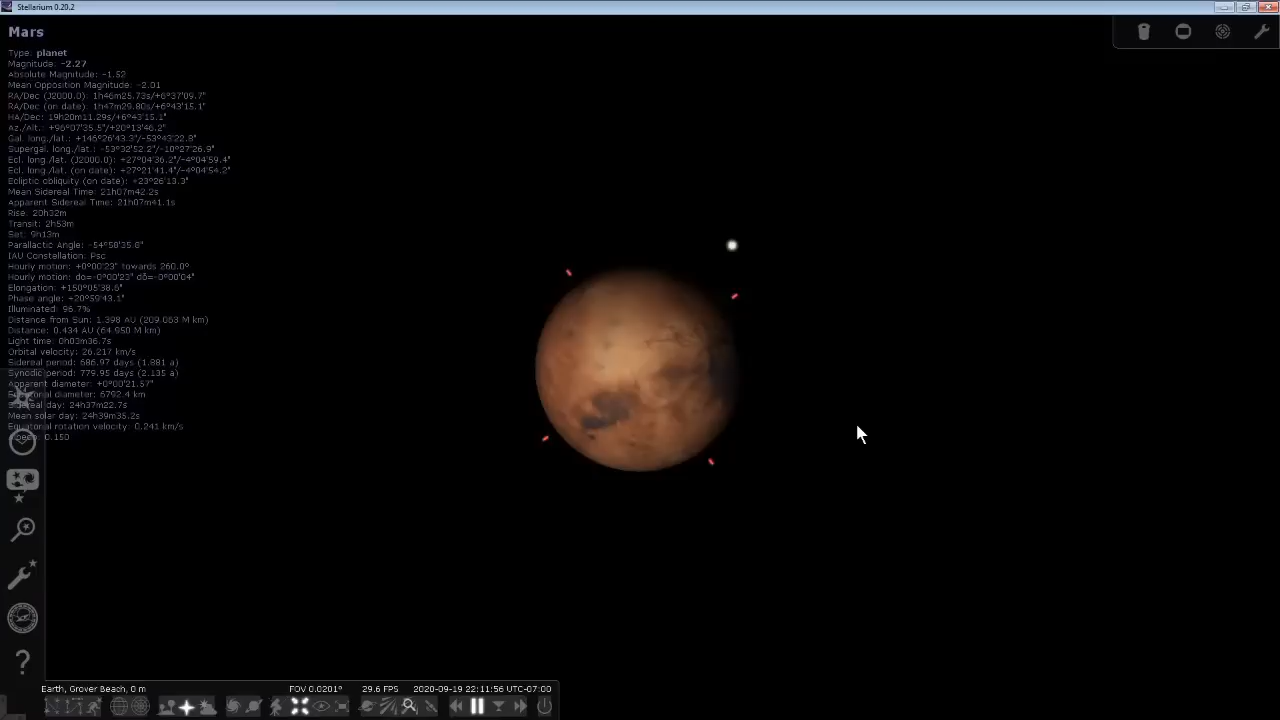 Stellarium 0.20.2
Mars
Type: planet
Magnitude: -2.27
Absolute Magnitude: -1.52
Mean Opposition Magnitude: -2.01
RA/Dec (J2000.0): 1h46m25.73s/+6°37'09.7"
RA/Dec (on date): 1h47m29.80s/+6°43'15.1"
HA/Dec: 19h20m11.29s/+6°43'15.1"
Az./Alt.: +96°07'35.5"/+20°13'46.2"
Gal. long./lat.: +146°26'43.3"/-53°43'22.8"
Supergal. long./lat.: -53°32'52.2"/-10°27'26.9"
Ecl. long./lat. (J2000.0): +27°04'36.2"/-4°04'59.4"
Ecl. long./lat. (on date): +27°21'41.4"/-4°04'54.2"
Ecliptic obliquity (on date): +23°26'13.3"
Mean Sidereal Time: 21h07m42.2s
Apparent Sidereal Time: 21h07m41.1s
Rise: 20h32m
Transit: 2h53m
Set: 9h13m
Parallactic Angle: -54°58'35.0"
IAU Constellation: Psc
Hourly motion: +0°00'23" towards 260.0°
Hourly motion: dα=-0°00'23" dδ=-0°00'04"
Elongation: +150°05'38.6"
Phase angle: +20°59'43.1"
Illuminated: 96.7%
Distance from Sun: 1.398 AU (209.063 M km)
Distance: 0.434 AU (64.950 M km)
Light time: 0h03m36.7s
Orbital velocity: 26.217 km/s
Sidereal period: 686.97 days (1.881 a)
Synodic period: 779.95 days (2.135 a)
Apparent diameter: +0°00'21.57"
Equatorial diameter: 6792.4 km
Sidereal day: 24h37m22.7s
Mean solar day: 24h39m35.2s
Equatorial rotation velocity: 0.241 km/s
Albedo: 0.150
Earth, Grover Beach, 0 m FOV 0.0201° 29.6 FPS 2020-09-19 22:11:56 UTC-07:00